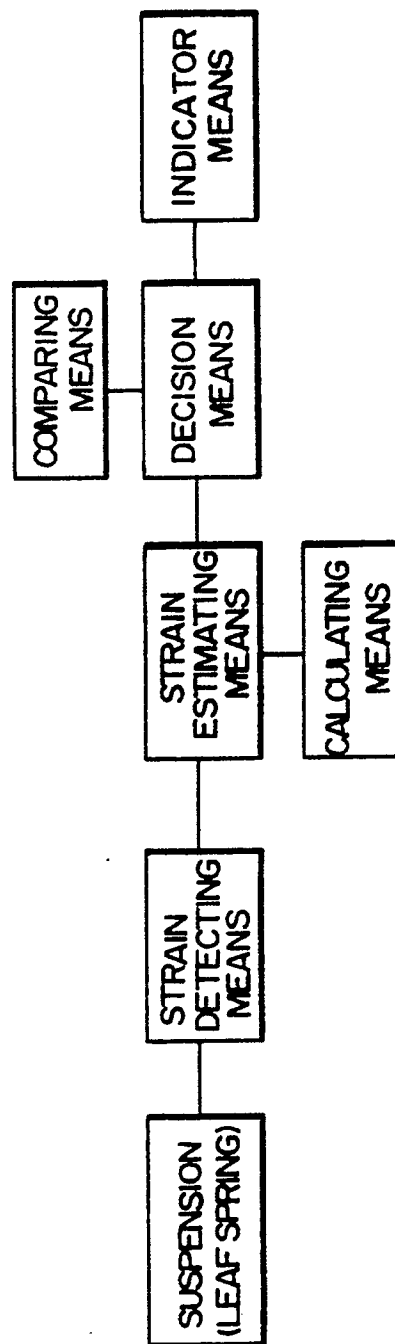 SUSPENSION
(LEAF SPRING)
STRAIN
DETECTING
MEANS
STRAIN
ESTIMATING
MEANS
CALCULATING
MEANS
COMPARING
MEANS
DECISION
MEANS
INDICATOR
MEANS